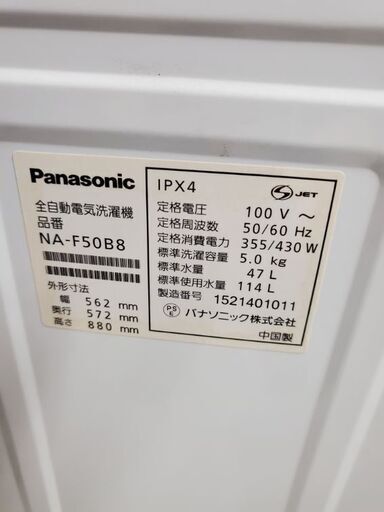 Panasonic
全自動電気洗濯機
品番
NA-F50B8
外形寸法
幅 562 mm
奥行 572 mm
高さ 880 mm
IPX4
S JET
定格電圧 100 V ～
定格周波数 50/60 Hz
定格消費電力 355/430 W
標準洗濯容量 5.0 kg
標準水量 47 L
標準使用水量 114 L
製造番号 1521401011
PS E パナソニック株式会社
中国製